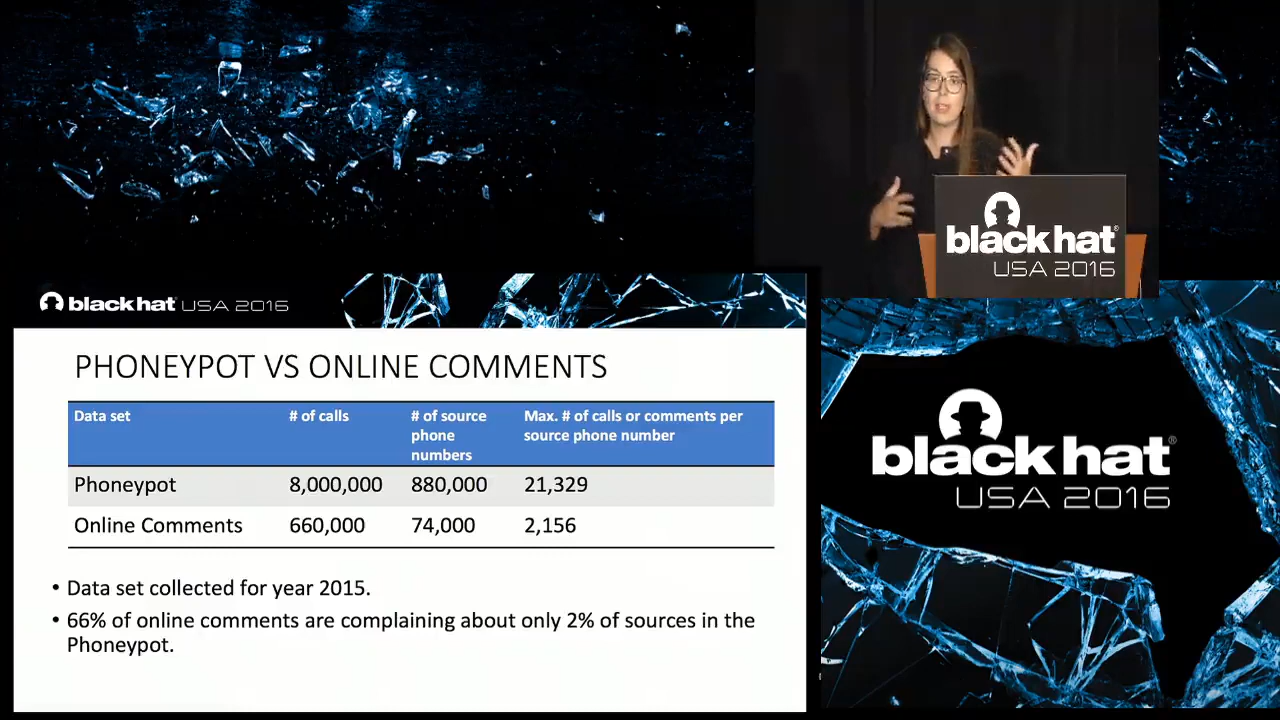 black hat®
USA 2016
black hat® USA 2016
PHONEYPOT VS ONLINE COMMENTS
Data set # of calls # of source phone numbers Max. # of calls or comments per source phone number
Phoneypot 8,000,000 880,000 21,329
Online Comments 660,000 74,000 2,156
• Data set collected for year 2015.
• 66% of online comments are complaining about only 2% of sources in the
Phoneypot.
black hat®
USA 2016